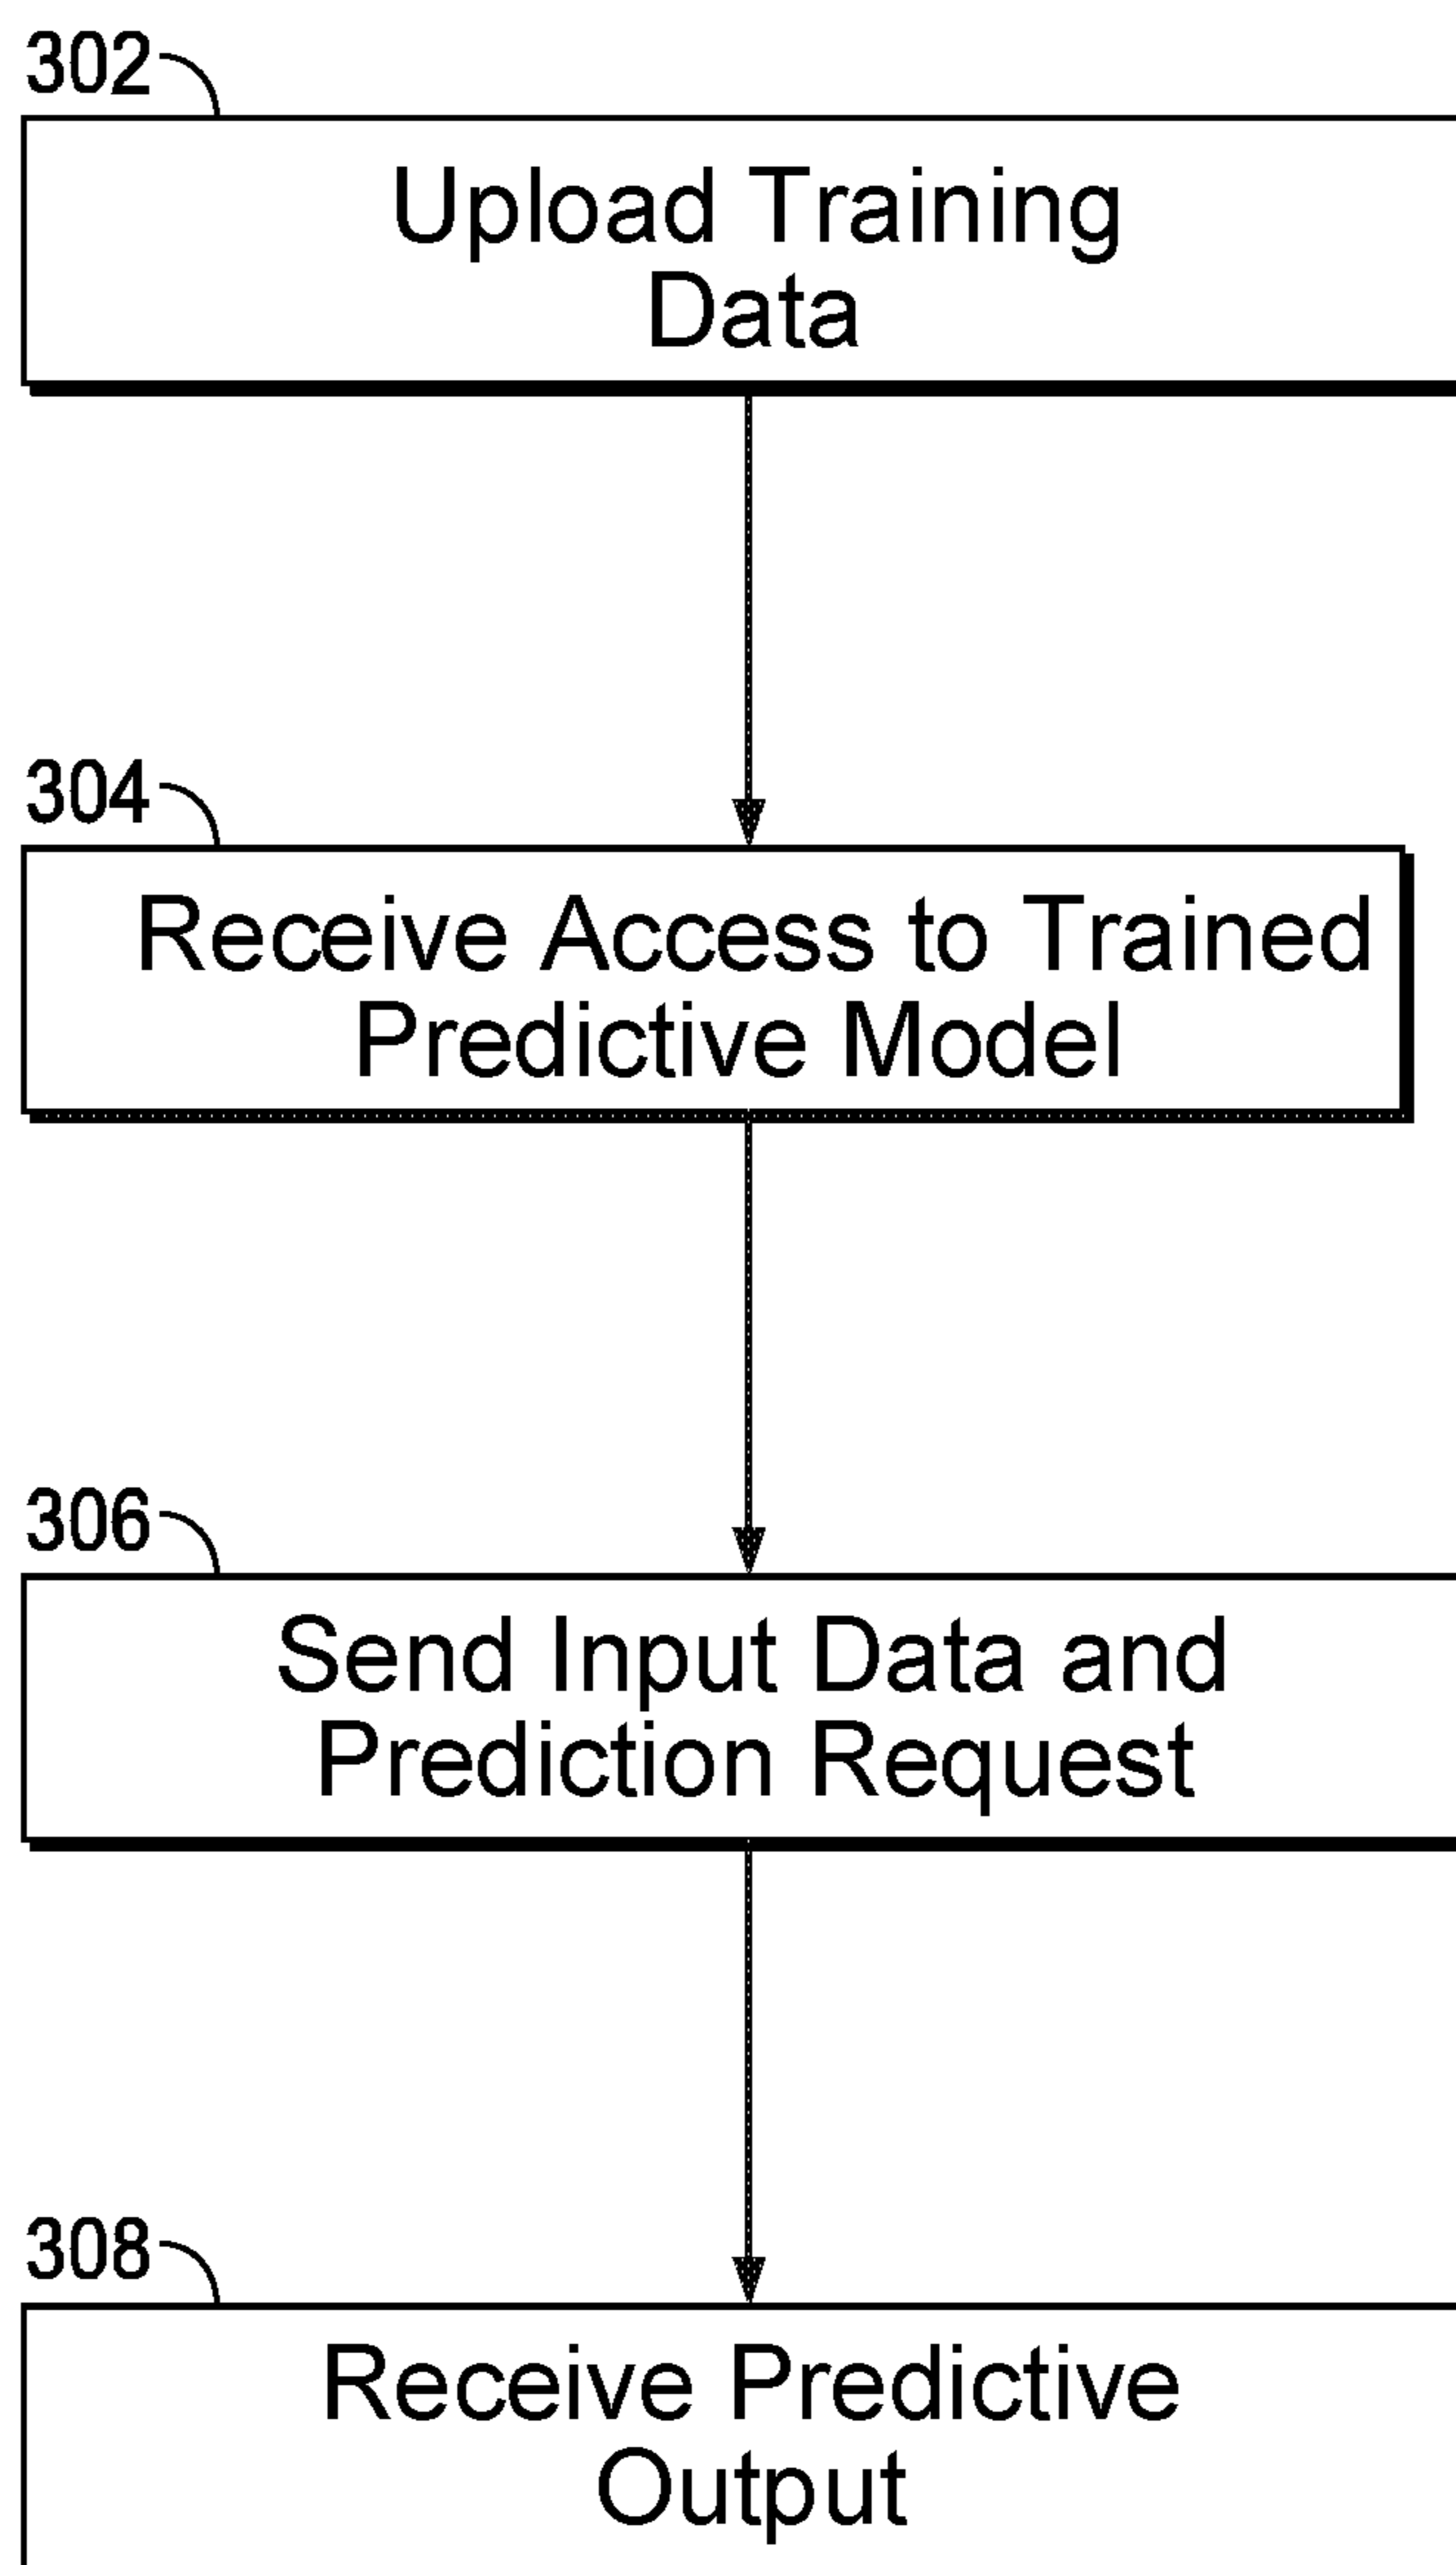 302
Upload Training
Data
304
Receive Access to Trained
Predictive Model
306
Send Input Data and
Prediction Request
308
Receive Predictive
Output